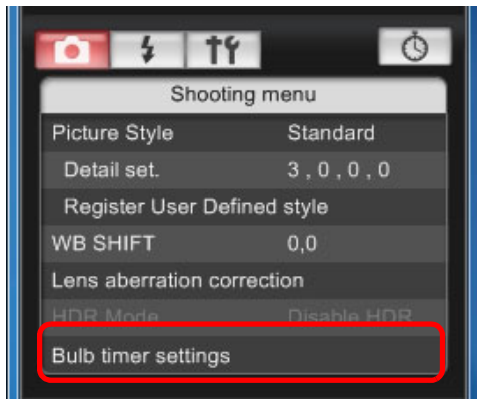 Shooting menu
Picture Style Standard
Detail set. 3 , 0 , 0 , 0
Register User Defined style
WB SHIFT 0,0
Lens aberration correction
HDR Mode Disable HDR
Bulb timer settings